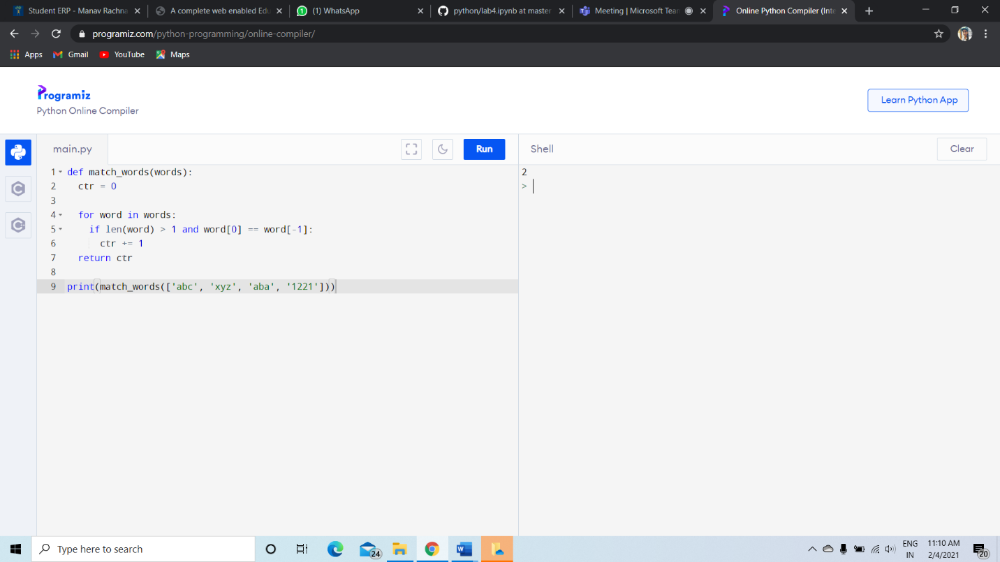 Student ERP - Manav Rachna
A complete web enabled Edu
(1) WhatsApp
python/lab4.ipynb at master
Meeting | Microsoft Tean
Online Python Compiler (Inte
programiz.com/python-programming/online-compiler/
Apps
Gmail
YouTube
Maps
Programiz
Python Online Compiler
Learn Python App
main.py
Run
Shell
Clear
1 def match_words(words):
2 ctr = 0
3
4 for word in words:
5 if len(word) > 1 and word[0] == word[-1]:
6 ctr += 1
7 return ctr
8
9 print(match_words(['abc', 'xyz', 'aba', '1221']))
2
>
Type here to search
24
ENG
IN
11:10 AM
2/4/2021
20